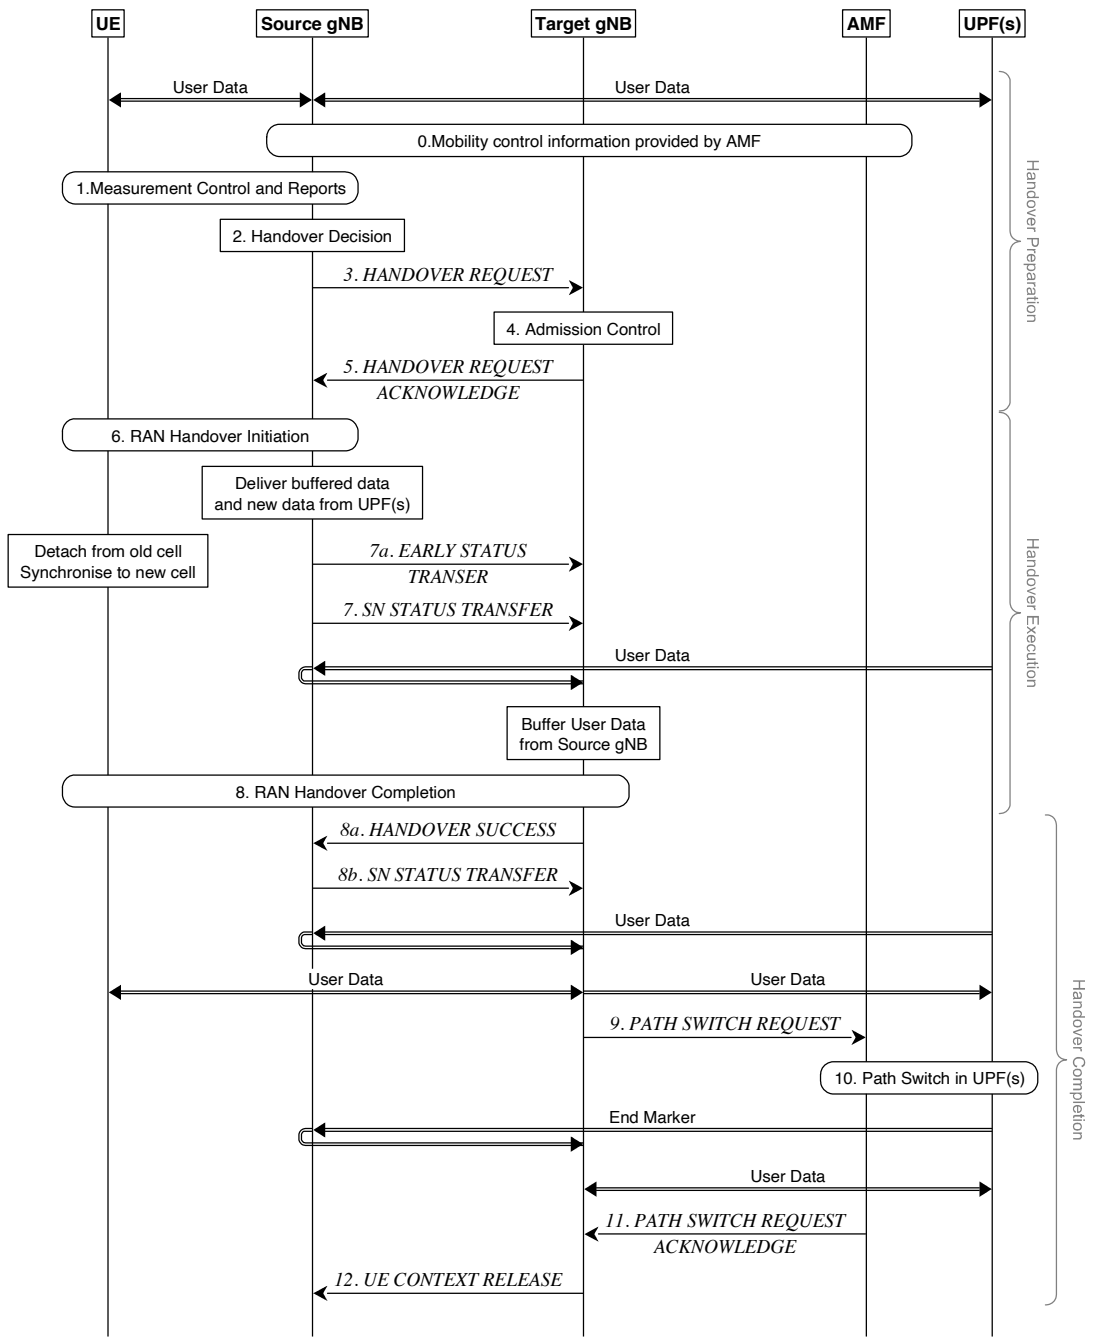 UE
Source gNB
Target gNB
AMF
UPF(s)
User Data
User Data
0.Mobility control information provided by AMF
1.Measurement Control and Reports
2. Handover Decision
3. HANDOVER REQUEST
4. Admission Control
5. HANDOVER REQUEST
ACKNOWLEDGE
Handover Preparation
6. RAN Handover Initiation
Deliver buffered data
and new data from UPF(s)
Detach from old cell
Synchronise to new cell
7a. EARLY STATUS
TRANSER
7. SN STATUS TRANSFER
User Data
Buffer User Data
from Source gNB
Handover Execution
8. RAN Handover Completion
8a. HANDOVER SUCCESS
8b. SN STATUS TRANSFER
User Data
User Data
User Data
9. PATH SWITCH REQUEST
10. Path Switch in UPF(s)
End Marker
User Data
11. PATH SWITCH REQUEST
ACKNOWLEDGE
12. UE CONTEXT RELEASE
Handover Completion